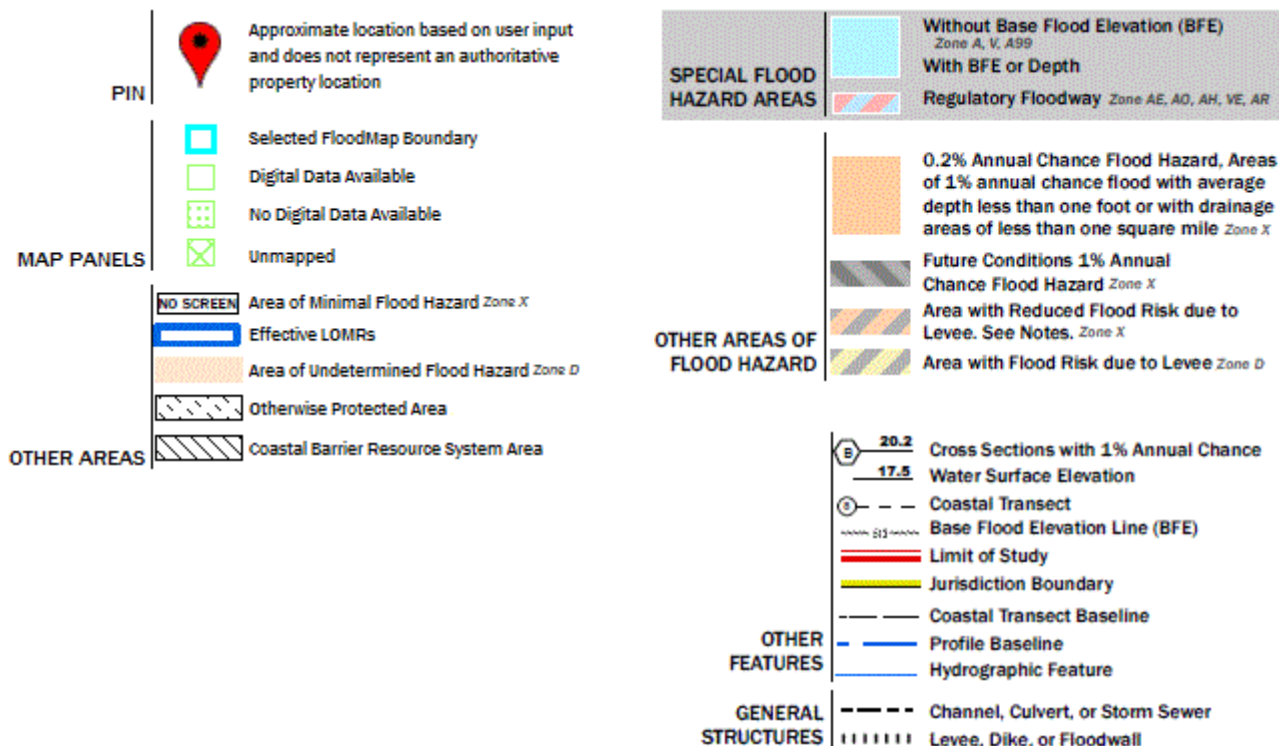 PIN
Approximate location based on user input
and does not represent an authoritative
property location
MAP PANELS
Selected FloodMap Boundary
Digital Data Available
No Digital Data Available
Unmapped
OTHER AREAS
NO SCREEN Area of Minimal Flood Hazard Zone X
Effective LOMRs
Area of Undetermined Flood Hazard Zone D
Otherwise Protected Area
Coastal Barrier Resource System Area
SPECIAL FLOOD
HAZARD AREAS
Without Base Flood Elevation (BFE)
Zone A, V, A99
With BFE or Depth
Regulatory Floodway Zone AE, AO, AH, VE, AR
OTHER AREAS OF
FLOOD HAZARD
0.2% Annual Chance Flood Hazard, Areas
of 1% annual chance flood with average
depth less than one foot or with drainage
areas of less than one square mile Zone X
Future Conditions 1% Annual
Chance Flood Hazard Zone X
Area with Reduced Flood Risk due to
Levee. See Notes. Zone X
Area with Flood Risk due to Levee Zone D
OTHER
FEATURES
B 20.2 Cross Sections with 1% Annual Chance
17.5 Water Surface Elevation
8 Coastal Transect
513 Base Flood Elevation Line (BFE)
Limit of Study
Jurisdiction Boundary
Coastal Transect Baseline
Profile Baseline
Hydrographic Feature
GENERAL
STRUCTURES
Channel, Culvert, or Storm Sewer
Levee, Dike, or Floodwall